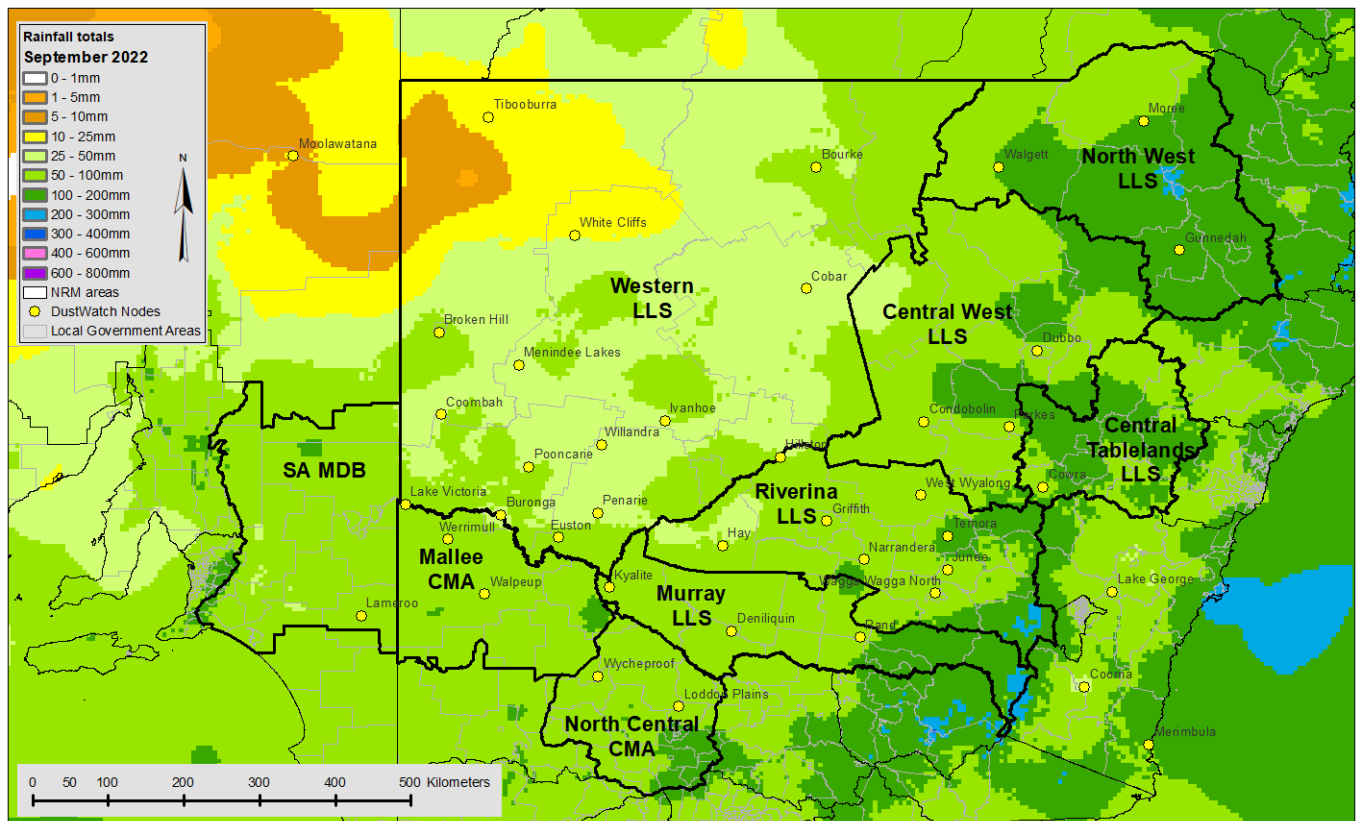 Rainfall totals
September 2022
0 - 1mm
1 - 5mm
5 - 10mm
10 - 25mm
25 - 50mm
50 - 100mm
100 - 200mm
200 - 300mm
300 - 400mm
400 - 600mm
600 - 800mm
NRM areas
DustWatch Nodes
Local Government Areas
N
Tibooburra
Moolawatana
Moree
Bourke
Walgett
North West
LLS
White Cliffs
Gunnedah
Cobar
Western
LLS
Central West
LLS
Broken Hill
Menindee Lakes
Dubbo
Coombah
Ivanhoe
Condobolin
Parkes
Central
Tablelands
LLS
Willandra
Hillston
Pooncarie
SA MDB
Cowra
Lake Victoria
Buronga
Penarie
Riverina
LLS
West Wyalong
Griffith
Werrimull
Euston
Temora
Hay
Mallee
CMA
Narrandera
Junee
Walpeup
Kyalite
Wagga Wagga North
Lake George
Murray
LLS
Lameroo
Deniliquin
Rand
Wycheproof
Cooma
Loddon Plains
North Central
CMA
Merimbula
0 50 100 200 300 400 500 Kilometers